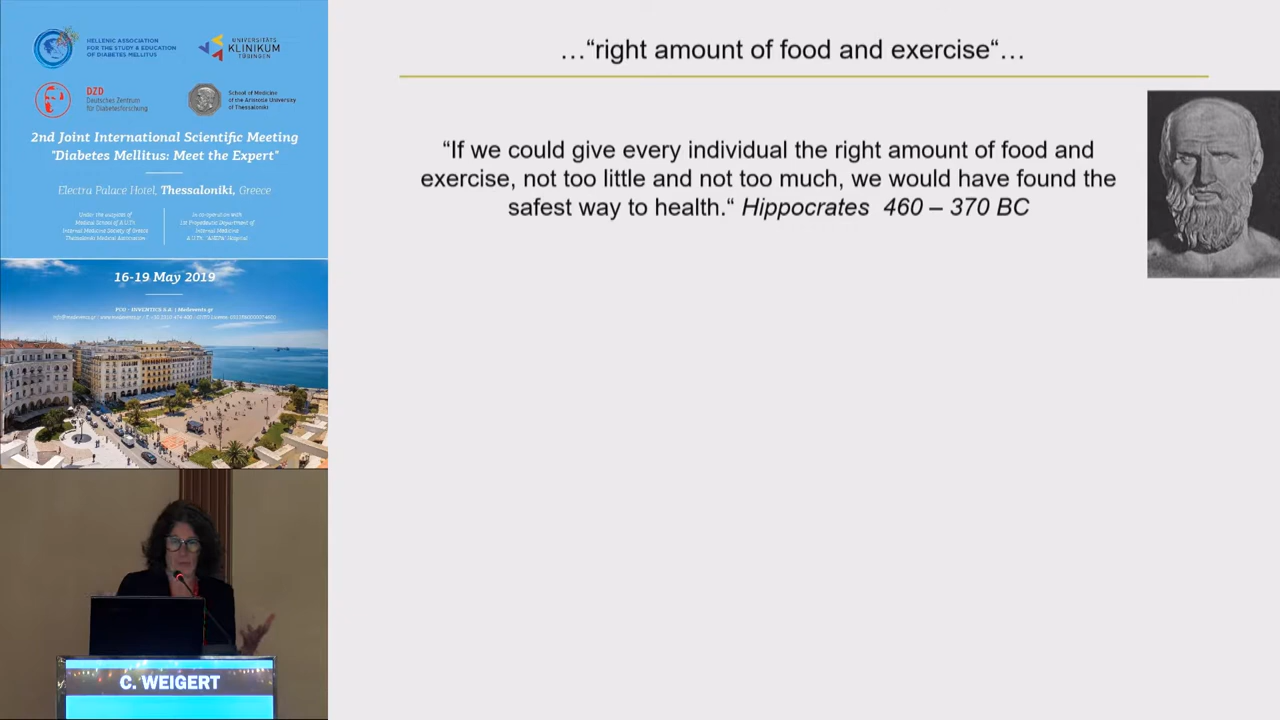 HELLENIC ASSOCIATION
FOR THE STUDY & EDUCATION
OF DIABETES MELLITUS
UNIVERSITÄTS
KLINIKUM
TÜBINGEN
DZD
Deutsches Zentrum
für Diabetesforschung
School of Medicine
of the Aristotle University
of Thessaloniki
2nd Joint International Scientific Meeting
"Diabetes Mellitus: Meet the Expert"
Electra Palace Hotel, Thessaloniki, Greece
Under the auspices of
Medical School of A.U.Th.
Internal Medicine Society of Greece
Thessaloniki Medical Association
In co-operation with
1st Propedeutic Department of
Internal Medicine
A.U.Th. "AHEPA" Hospital
16-19 May 2019
PCO - INVENTICS S.A. | Medevents.gr
C. WEIGERT
…“right amount of food and exercise“…
“If we could give every individual the right amount of food and
exercise, not too little and not too much, we would have found the
safest way to health.“ Hippocrates 460 – 370 BC